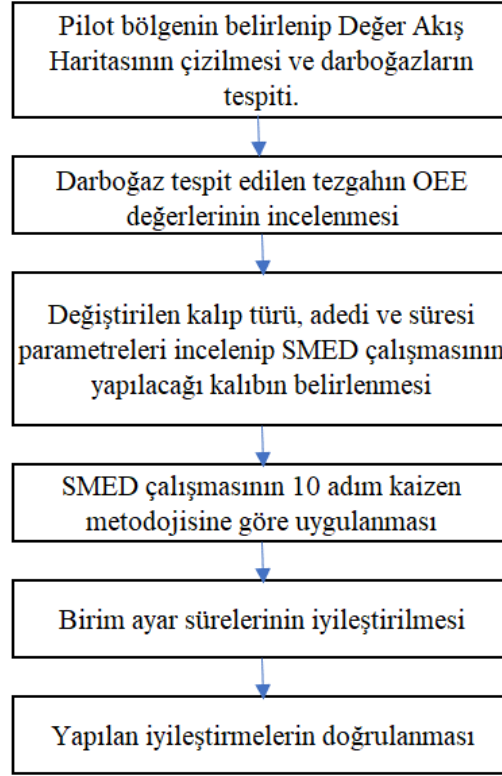 Pilot bölgenin belirlenip Değer Akış
Haritasının çizilmesi ve darboğazların
tespiti.
Darboğaz tespit edilen tezgahın OEE
değerlerinin incelenmesi
Değiştirilen kalıp türü, adedi ve süresi
parametreleri incelenip SMED çalışmasının
yapılacağı kalıbın belirlenmesi
SMED çalışmasının 10 adım kaizen
metodojisine göre uygulanması
Birim ayar sürelerinin iyileştirilmesi
Yapılan iyileştirmelerin doğrulanması